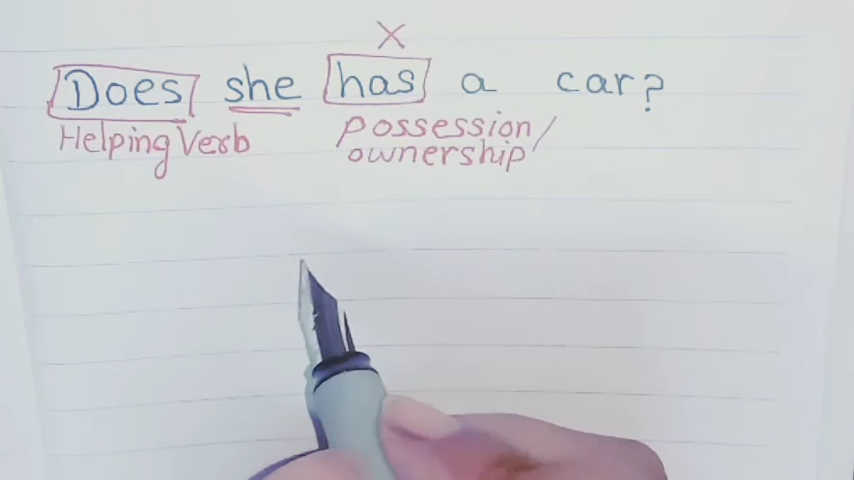 X
Does she has a car?
Helping Verb possession/
ownership